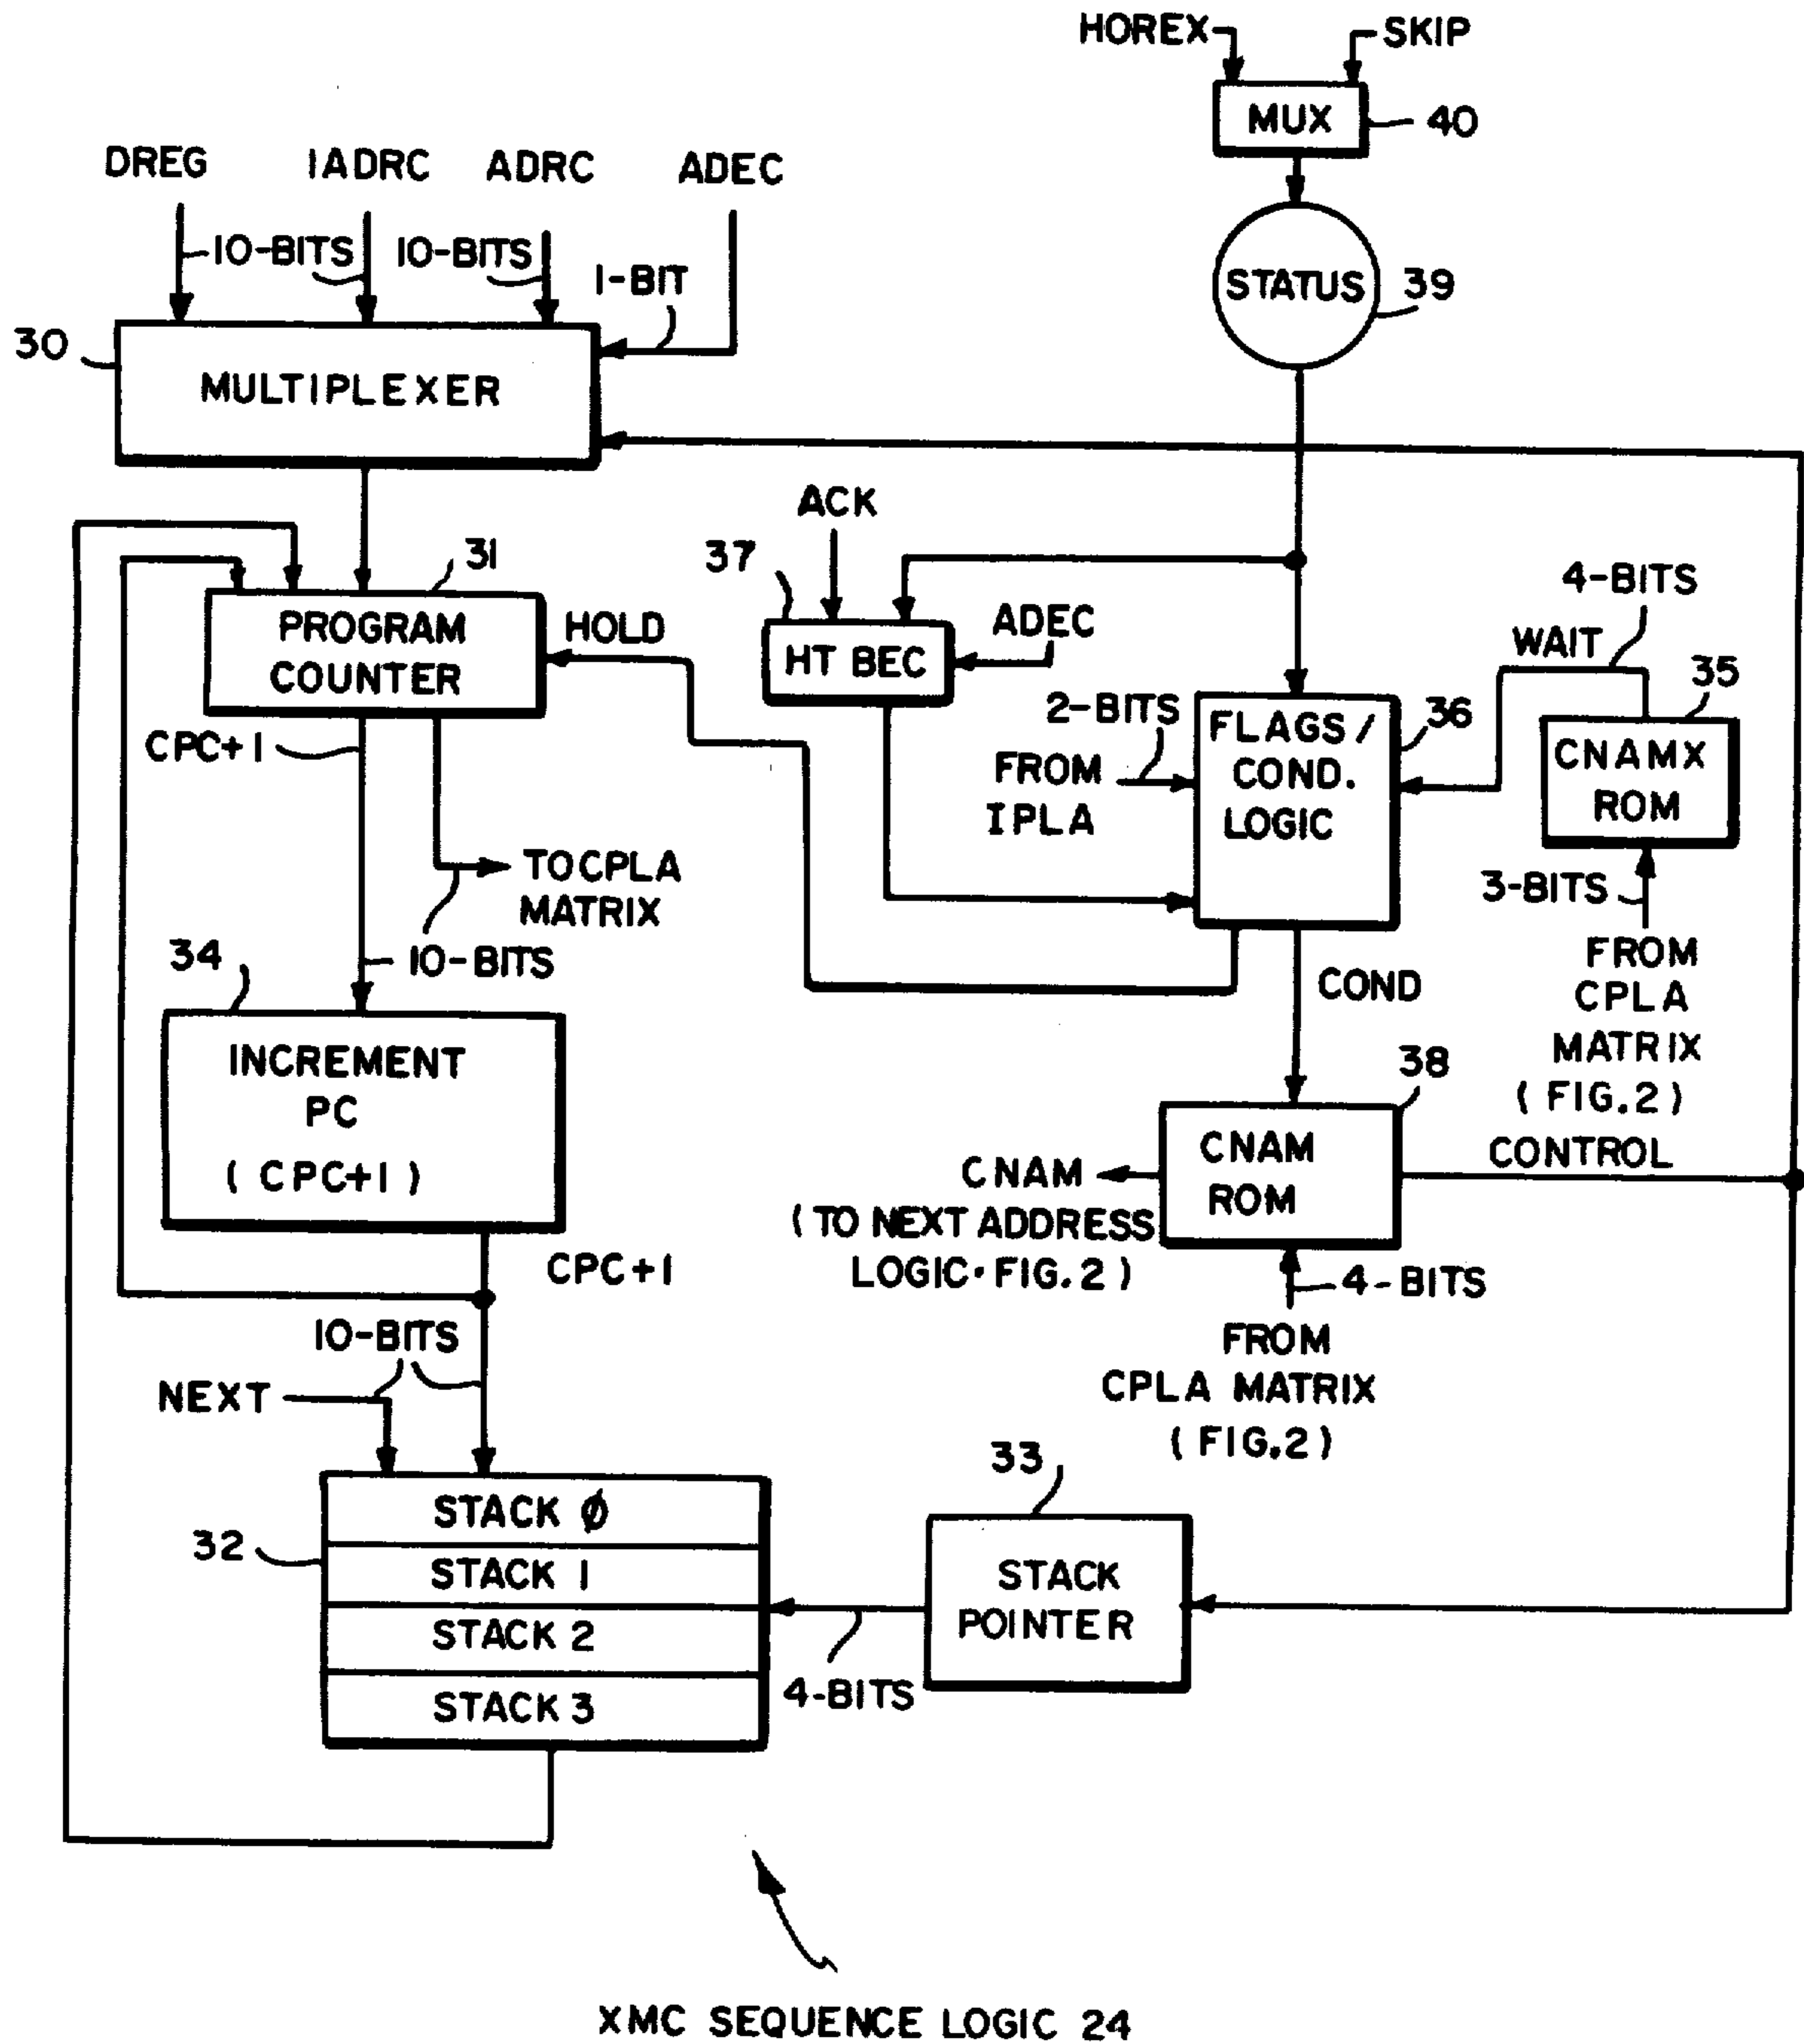 HOREX
SKIP
MUX
40
DREG
IADRC
ADRC
ADEC
10-BITS
10-BITS
1-BIT
STATUS
39
30
MULTIPLEXER
ACK
31
37
4-BITS
PROGRAM
COUNTER
HOLD
HT BEC
ADEC
WAIT
35
CPC+1
2-BITS
FROM
IPLA
FLAGS/
COND.
LOGIC
36
CNAMX
ROM
TO CPLA
MATRIX
3-BITS
34
10-BITS
FROM
CPLA
MATRIX
(FIG.2)
COND
INCREMENT
PC
(CPC+1)
38
CNAM
(TO NEXT ADDRESS
LOGIC·FIG.2)
CNAM
ROM
CONTROL
CPC+1
4-BITS
10-BITS
FROM
CPLA MATRIX
(FIG.2)
NEXT
33
32
STACK Ø
STACK 1
STACK 2
STACK 3
STACK
POINTER
4-BITS
XMC SEQUENCE LOGIC 24